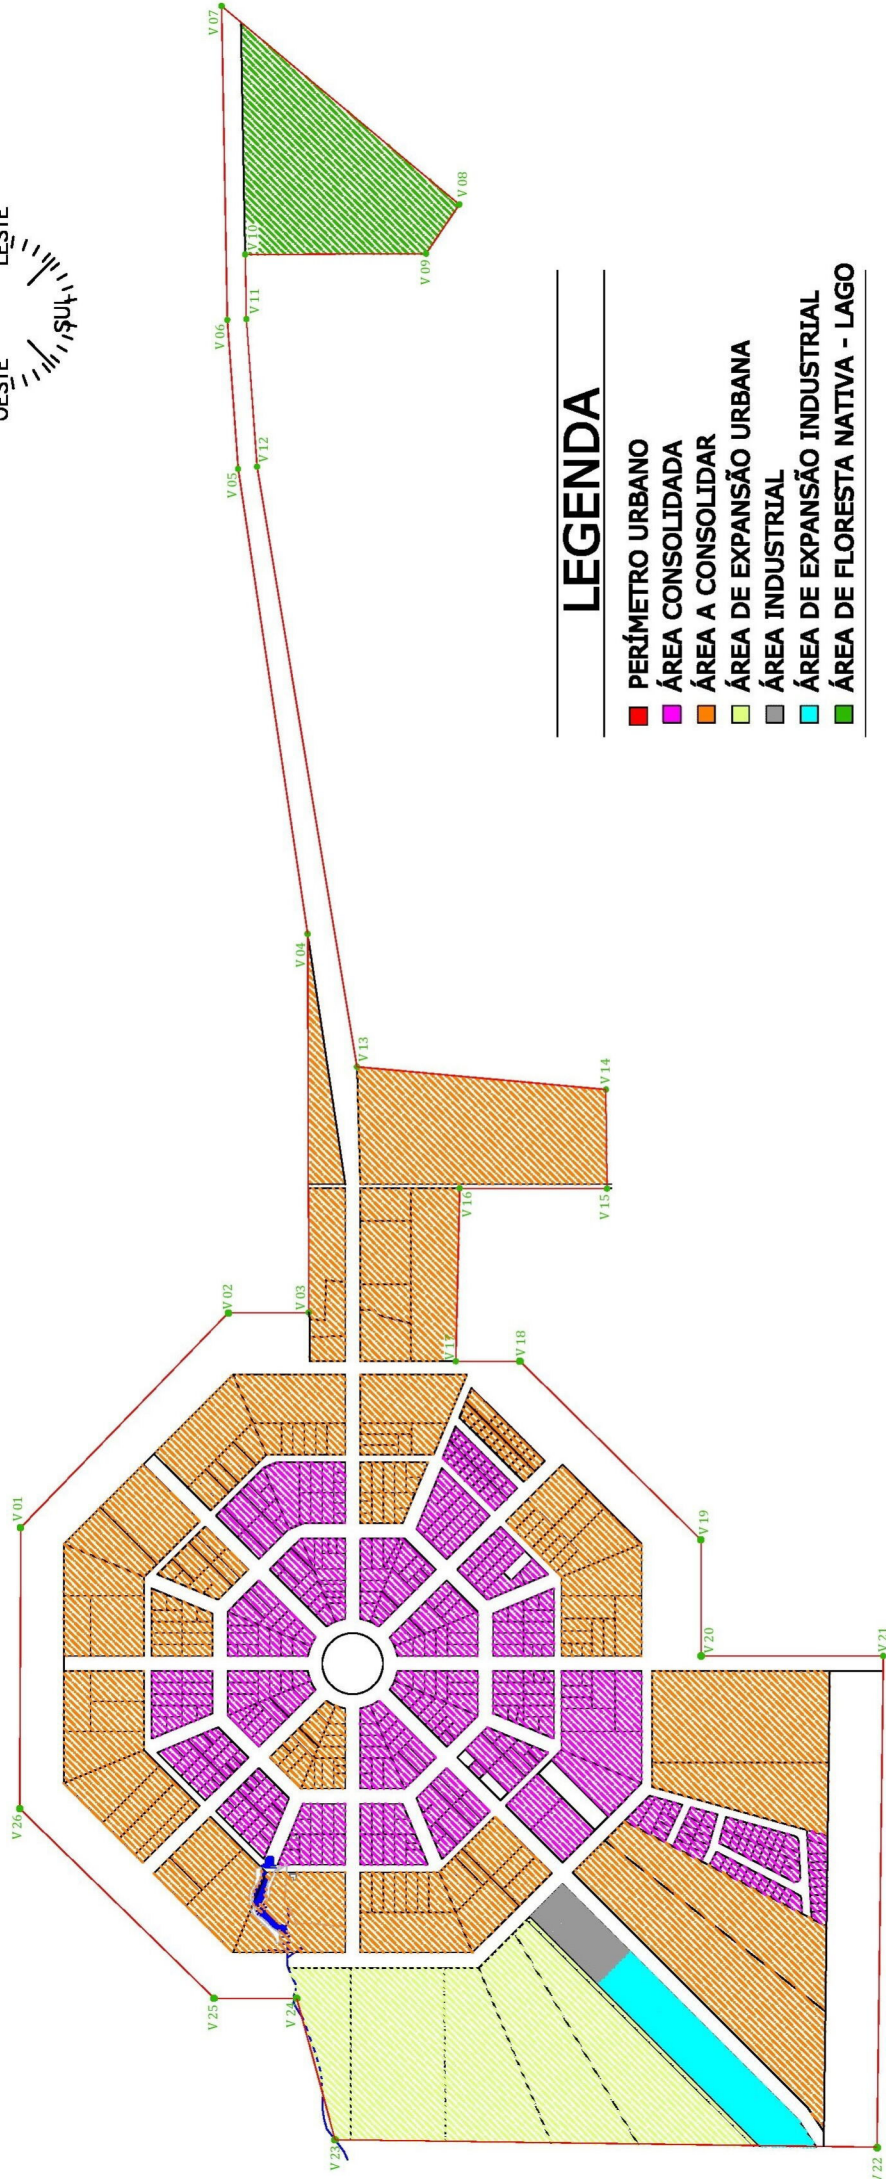 OESTE
LESTE
SUL
LEGENDA
PERÍMETRO URBANO
ÁREA CONSOLIDADA
ÁREA A CONSOLIDAR
ÁREA DE EXPANSÃO URBANA
ÁREA INDUSTRIAL
ÁREA DE EXPANSÃO INDUSTRIAL
ÁREA DE FLORESTA NATIVA - LAGO
V 01
V 02
V 03
V 04
V 05
V 06
V 07
V 08
V 09
V 10
V 11
V 12
V 13
V 14
V 15
V 16
V 17
V 18
V 19
V 20
V 21
V 22
V 23
V 24
V 25
V 26